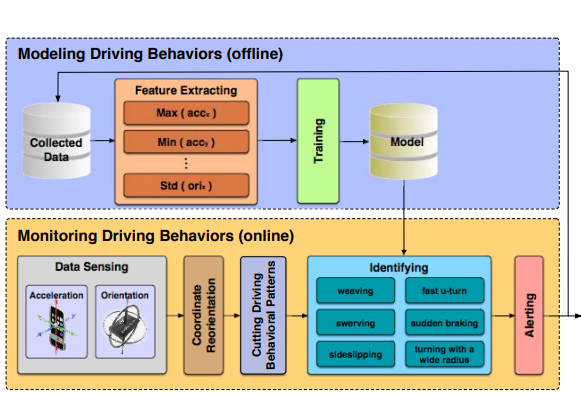 Modeling Driving Behaviors (offline)
Feature Extracting
Max ( accₓ )
Min ( accᵧ )
⋮
Std ( oriₓ )
Collected
Data
Training
Model
Monitoring Driving Behaviors (online)
Data Sensing
Acceleration
Orientation
Coordinate
Reorientation
Cutting Driving
Behavioral Patterns
Identifying
weaving
fast u-turn
swerving
sudden braking
sideslipping
turning with a
wide radius
Alerting